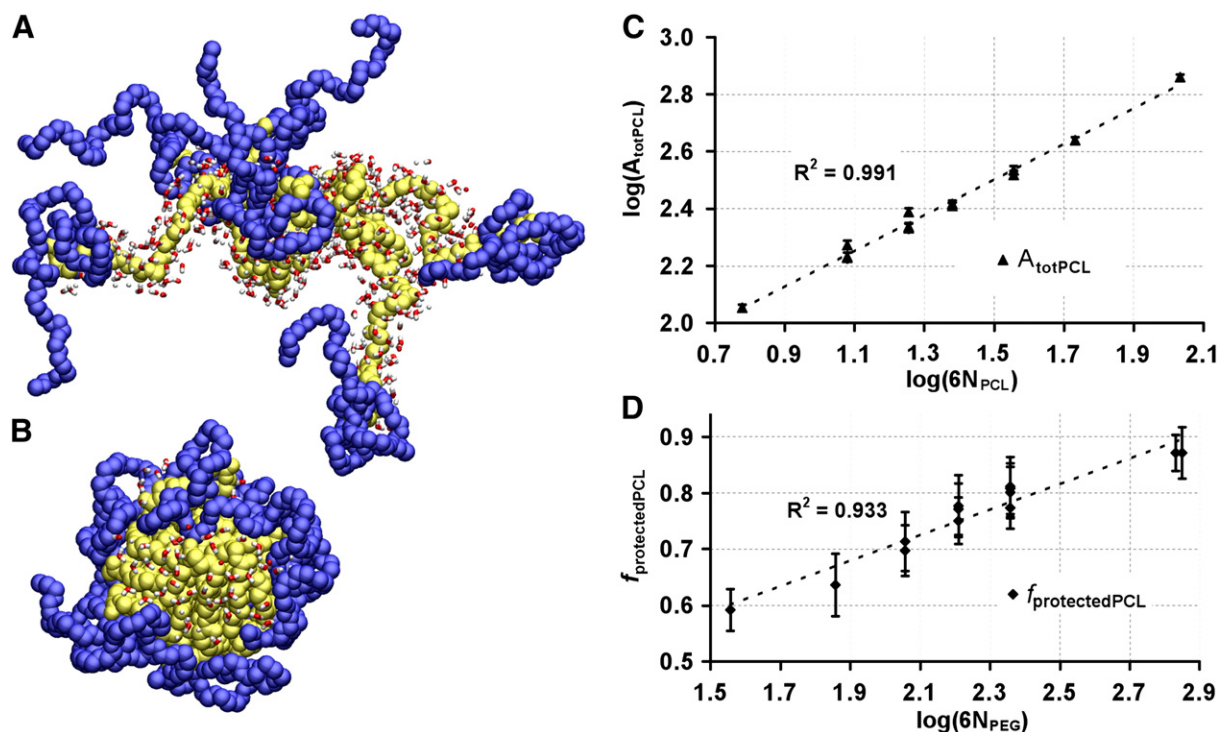 A
B
C
3.0
2.8
2.6
2.4
2.2
2.0
log(A_totPCL)
R² = 0.991
▲ A_totPCL
0.7 0.9 1.1 1.3 1.5 1.7 1.9 2.1
log(6N_PCL)
D
0.9
0.8
0.7
0.6
0.5
f_protectedPCL
R² = 0.933
◆ f_protectedPCL
1.5 1.7 1.9 2.1 2.3 2.5 2.7 2.9
log(6N_PEG)